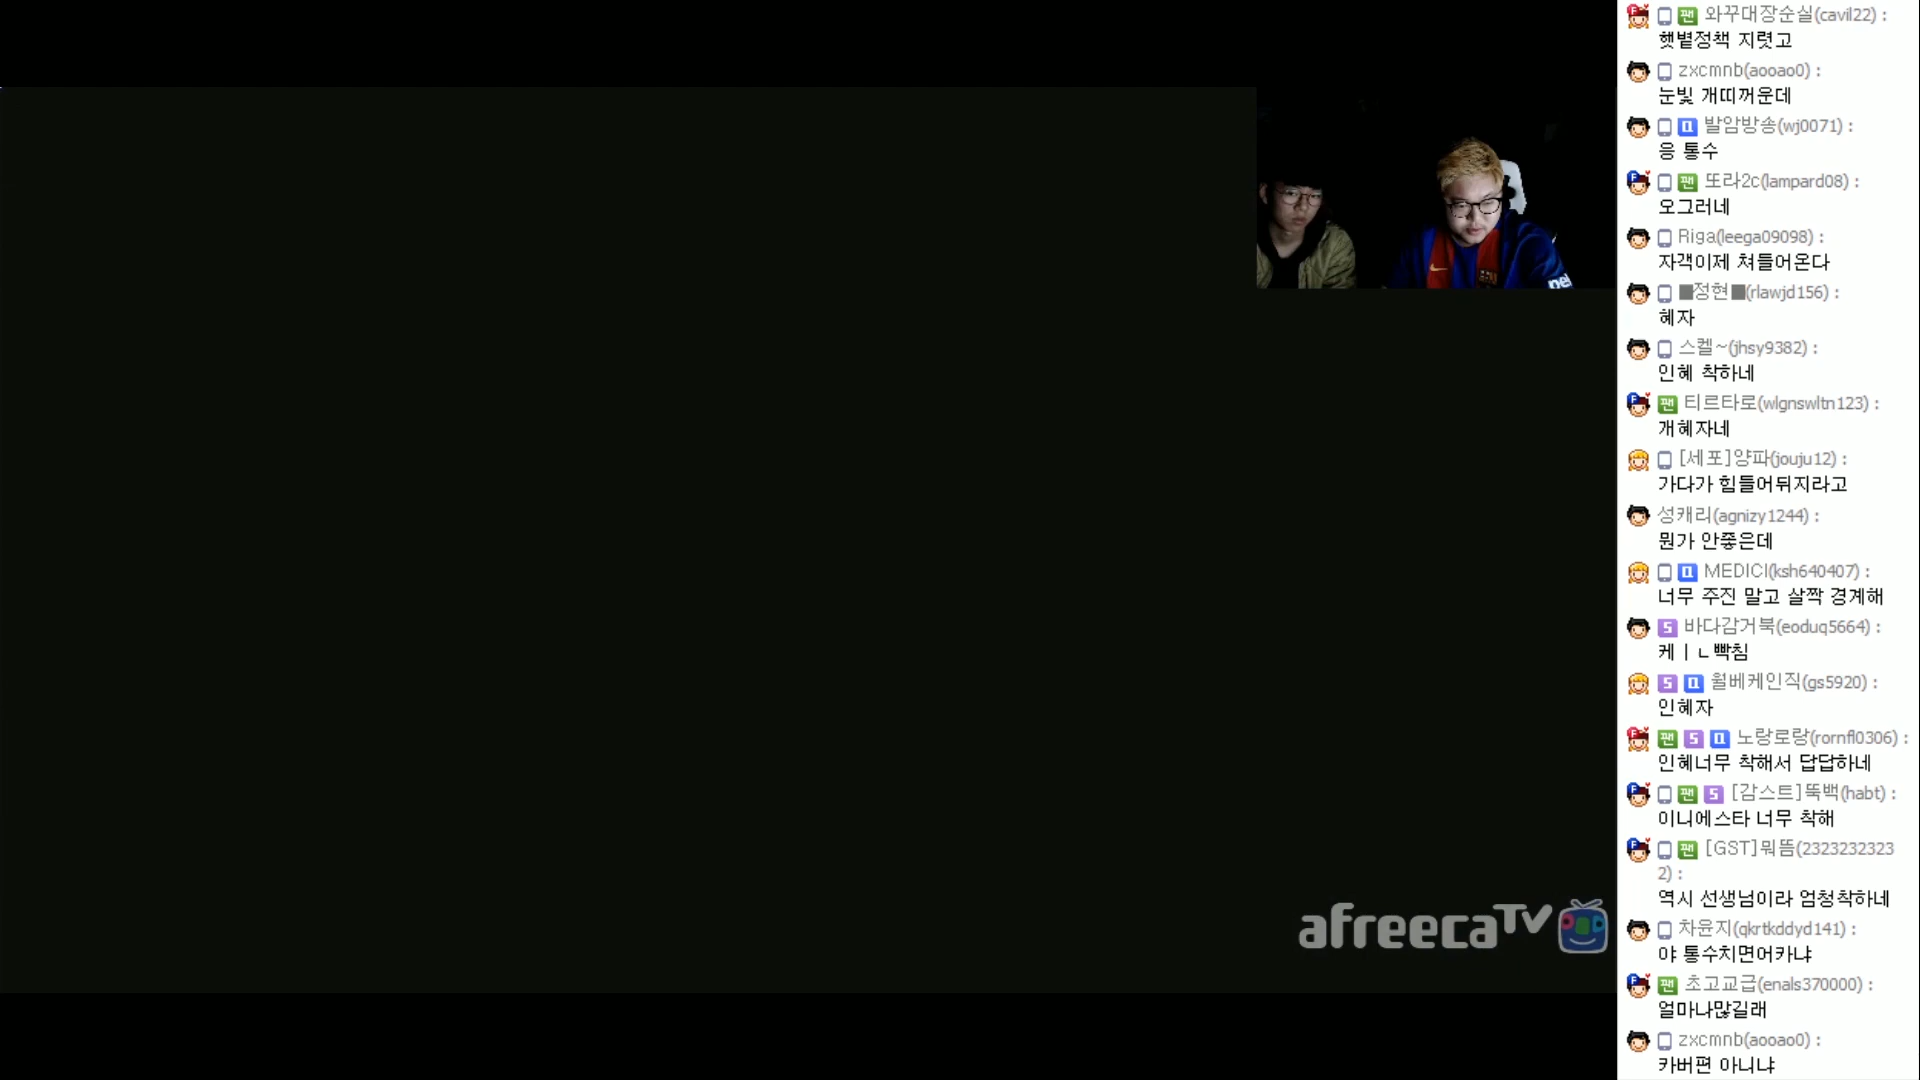 팬 와꾸대장순실(cavil22) :
햇볕정책 지렷고
zxcmnb(aooao0) :
눈빛 개띠꺼운데
발암방송(wj0071) :
응 통수
팬 또라2c(lampard08) :
오그러네
Riga(leega09098) :
자객이제 쳐들어온다
■정현■(rlawjd156) :
혜자
스켈~(jhsy9382) :
인혜 착하네
팬 티르타로(wlgnswltn123) :
개혜자네
[세포]양파(jouju12) :
가다가 힘들어뒤지라고
성캐리(agnizy1244) :
뭔가 안좋은데
MEDICI(ksh640407) :
너무 주진 말고 살짝 경계해
S 바다감거북(eoduq5664) :
케ㅣㄴ빡침
S 월베케인직(gs5920) :
인혜자
팬 S 노랑로랑(rornfl0306) :
인혜너무 착해서 답답하네
팬 S [감스트]뚝백(habt) :
이니에스타 너무 착해
팬 [GST]뭐뜸(2323232323
2) :
역시 선생님이라 엄청착하네
차윤지(qkrtkddyd141) :
야 통수치면어카냐
팬 초고교급(enals370000) :
얼마나많길래
zxcmnb(aooao0) :
카버편 아니냐
afreecaTV